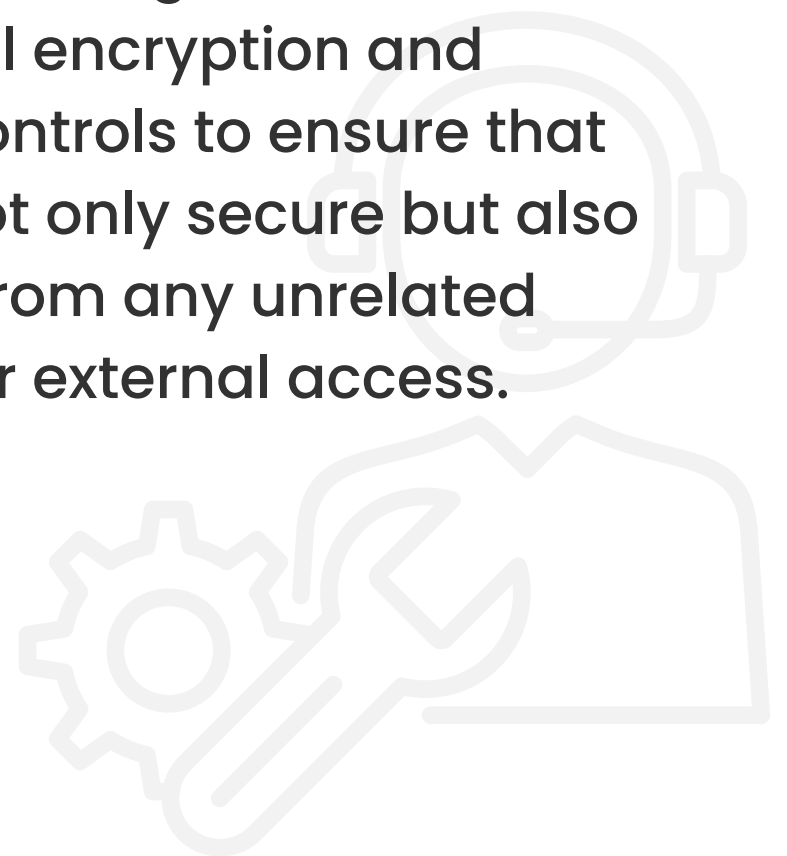 l encryption and
ontrols to ensure that
ot only secure but also
rom any unrelated
r external access.